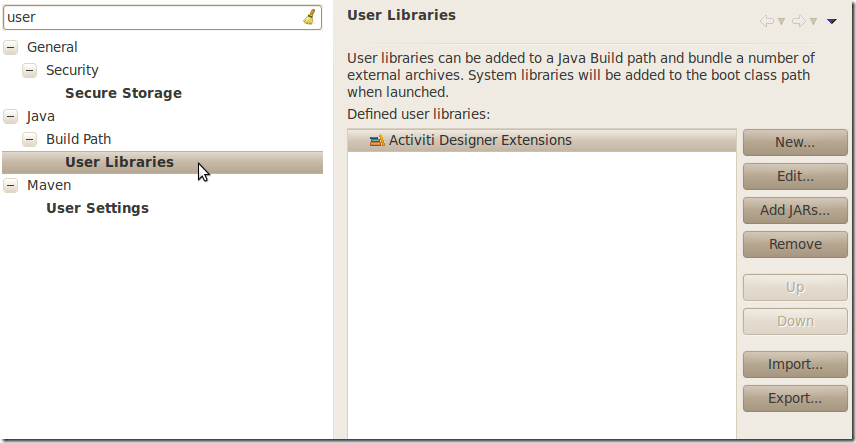 user
General
Security
Secure Storage
Java
Build Path
User Libraries
Maven
User Settings
User Libraries
User libraries can be added to a Java Build path and bundle a number of
external archives. System libraries will be added to the boot class path
when launched.
Defined user libraries:
Activiti Designer Extensions
New...
Edit...
Add JARs...
Remove
Up
Down
Import...
Export...